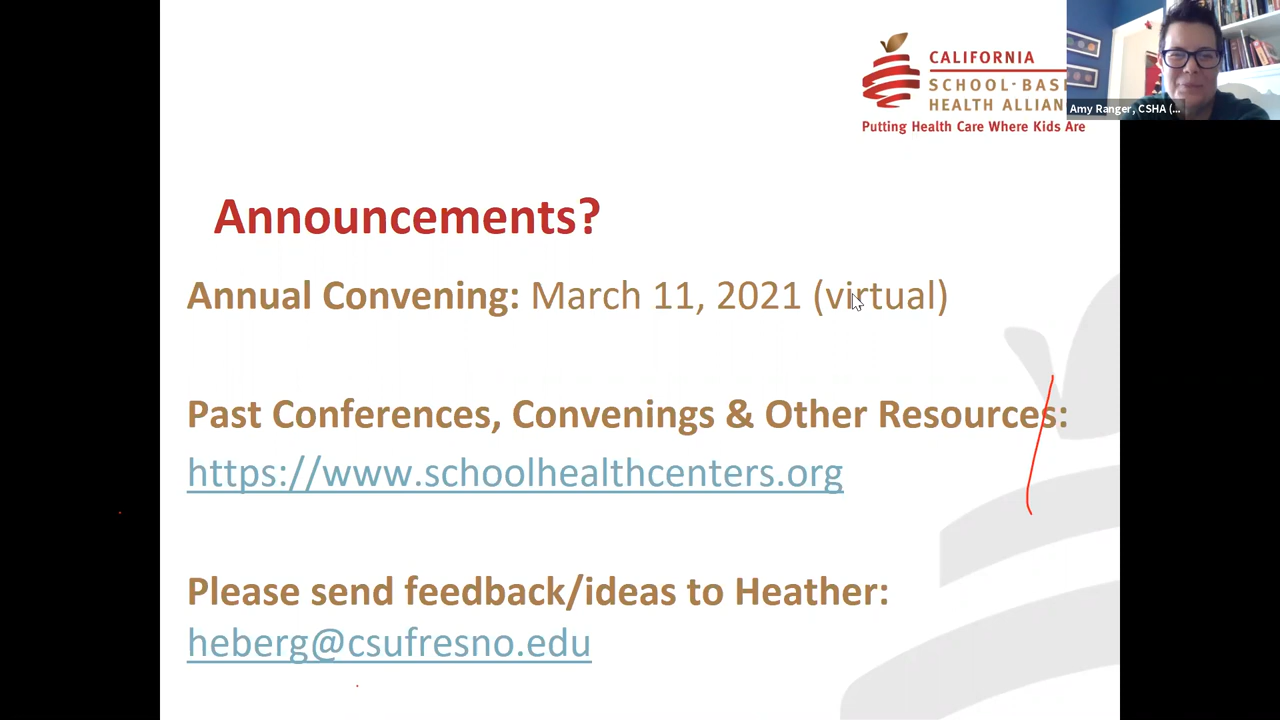 CALIFORNIA
SCHOOL-BAS
HEALTH ALLIAN
Putting Health Care Where Kids Are
Amy Ranger, CSHA (...
Announcements?
Annual Convening: March 11, 2021 (virtual)
Past Conferences, Convenings & Other Resources:
https://www.schoolhealthcenters.org
Please send feedback/ideas to Heather:
heberg@csufresno.edu